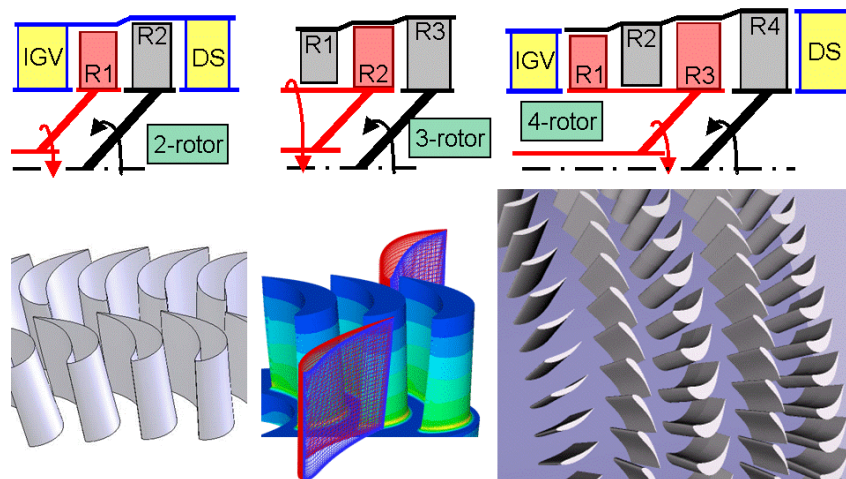 IGV
R1
R2
DS
2-rotor
R1
R2
R3
3-rotor
IGV
R1
R2
R3
R4
DS
4-rotor